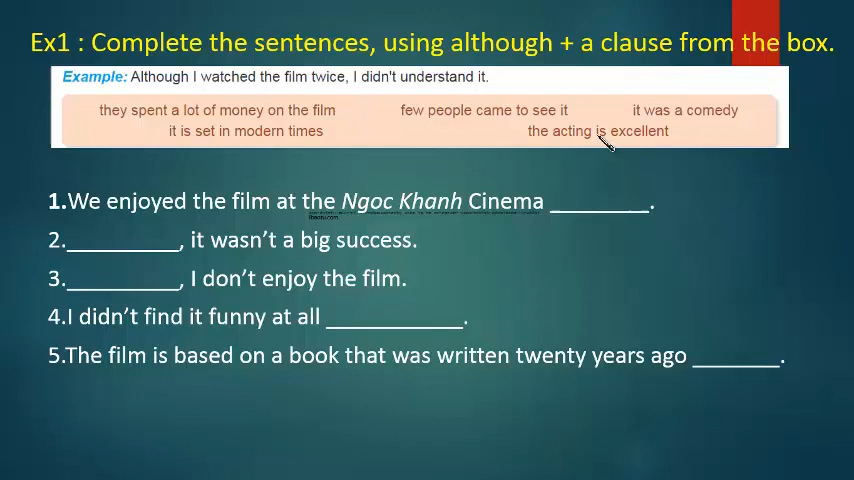 Ex1 : Complete the sentences, using although + a clause from the box.
Example: Although I watched the film twice, I didn't understand it.
they spent a lot of money on the film few people came to see it it was a comedy
it is set in modern times the acting is excellent
1.We enjoyed the film at the Ngoc Khanh Cinema _________.
2.__________, it wasn't a big success.
3.__________, I don't enjoy the film.
4.I didn't find it funny at all ____________.
5.The film is based on a book that was written twenty years ago ________.